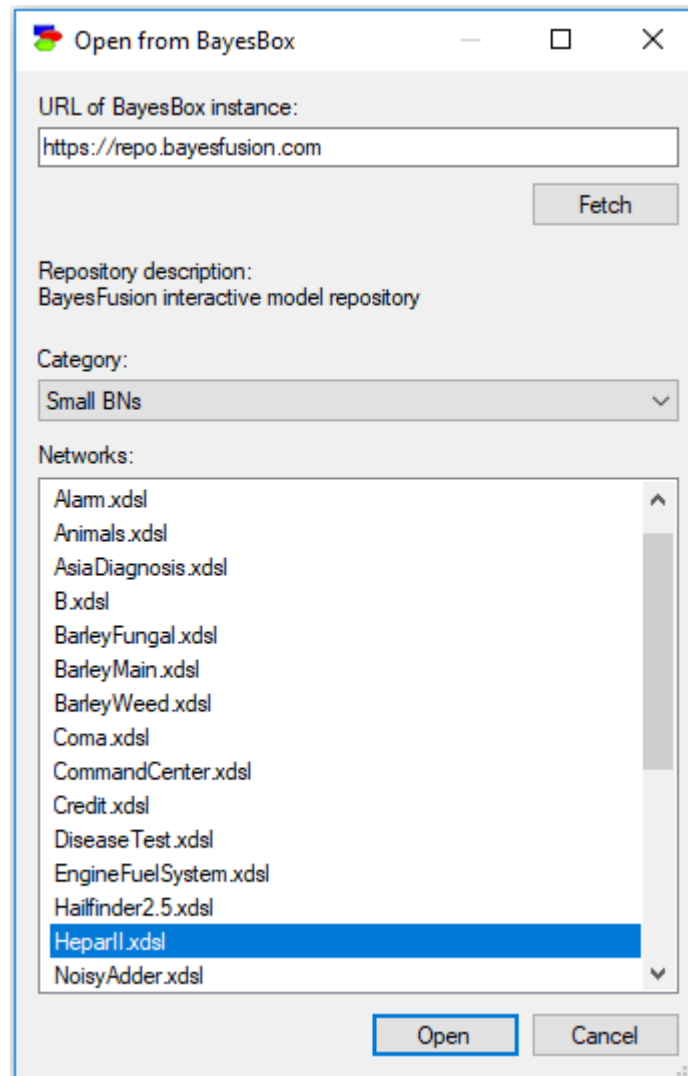 Open from BayesBox
URL of BayesBox instance:
https://repo.bayesfusion.com
Fetch
Repository description:
BayesFusion interactive model repository
Category:
Small BNs
Networks:
Alarm.xdsl
Animals.xdsl
AsiaDiagnosis.xdsl
B.xdsl
BarleyFungal.xdsl
BarleyMain.xdsl
BarleyWeed.xdsl
Coma.xdsl
CommandCenter.xdsl
Credit.xdsl
DiseaseTest.xdsl
EngineFuelSystem.xdsl
Hailfinder2.5.xdsl
HeparII.xdsl
NoisyAdder.xdsl
Open Cancel